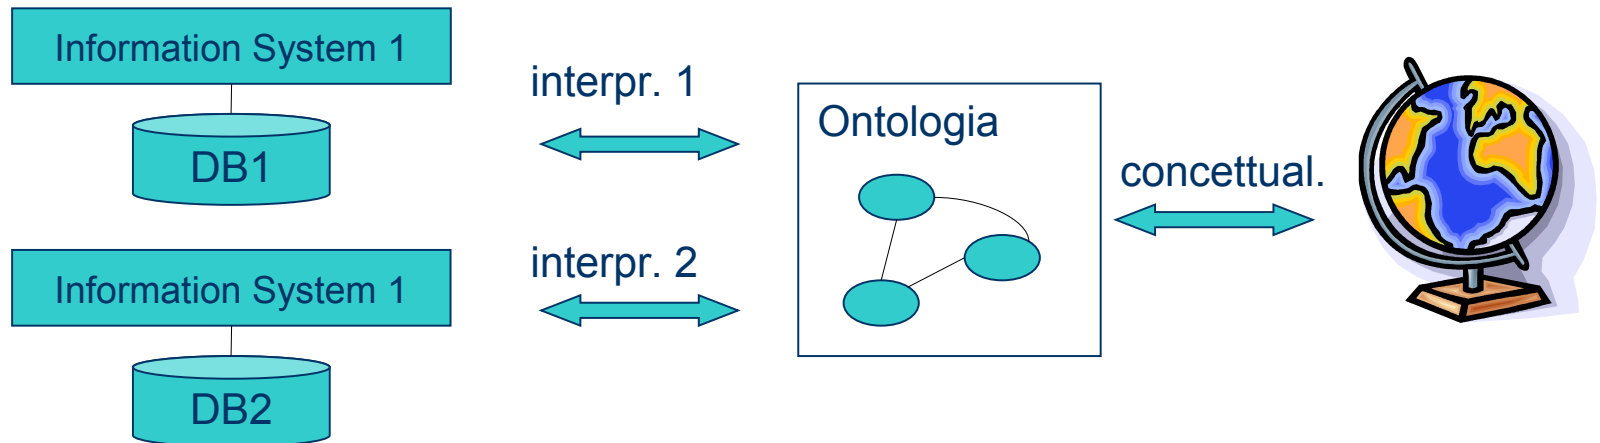 Information System 1
DB1
interpr. 1
Information System 1
DB2
interpr. 2
Ontologia
concettual.